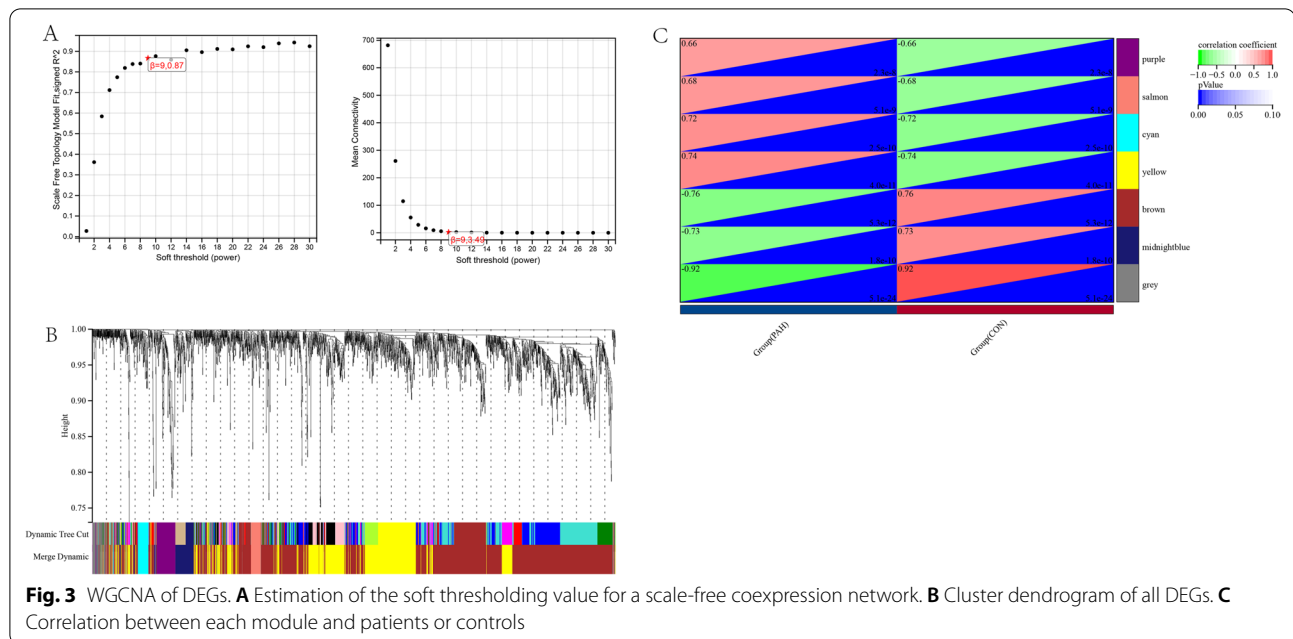 A
Scale Free Topology Model Fit,signed R^2
0.9
0.8
0.7
0.6
0.5
0.4
0.3
0.2
0.1
0.0
β=9,0.87
2 4 6 8 10 12 14 16 18 20 22 24 26 28 30
Soft threshold (power)
Mean Connectivity
700
600
500
400
300
200
100
0
β=9,3.49
2 4 6 8 10 12 14 16 18 20 22 24 26 28 30
Soft threshold (power)
B
Height
1.00
0.95
0.90
0.85
0.80
0.75
Dynamic Tree Cut
Merge Dynamic
C
0.66 -0.66 purple
0.68 -0.68 salmon
0.72 -0.72 cyan
0.74 -0.74 yellow
-0.76 0.76 brown
-0.73 0.73 midnightblue
-0.92 0.92 grey
5.1e-24 5.1e-24
Group(PAH)
Group(CON)
correlation coefficient
-1.0 -0.5 0.0 0.5 1.0
pValue
0.00 0.05 0.10
Fig. 3 WGCNA of DEGs. A Estimation of the soft thresholding value for a scale-free coexpression network. B Cluster dendrogram of all DEGs. C
Correlation between each module and patients or controls